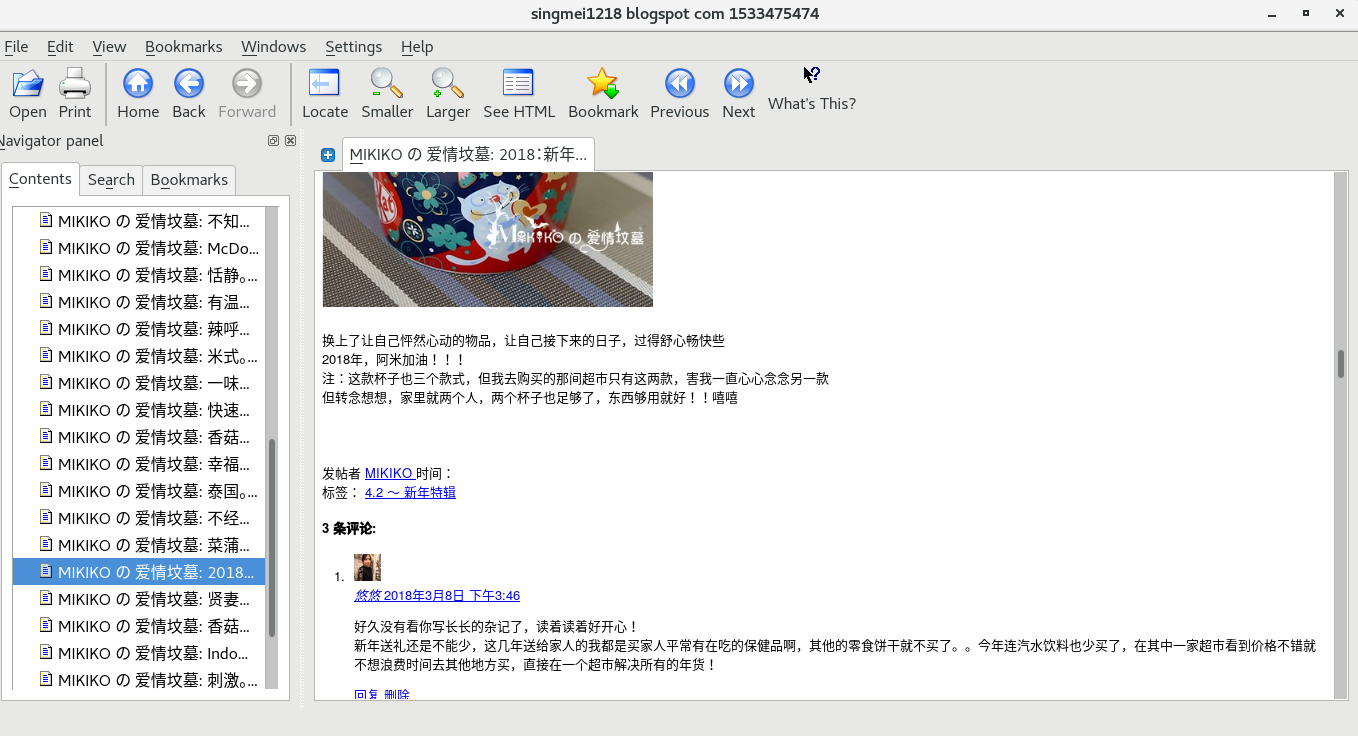 singmei1218 blogspot com 1533475474
File Edit View Bookmarks Windows Settings Help
Open Print Home Back Forward Locate Smaller Larger See HTML Bookmark Previous Next What's This?
Navigator panel
Contents Search Bookmarks
MIKIKO の 爱情坟墓: 不知...
MIKIKO の 爱情坟墓: McDo...
MIKIKO の 爱情坟墓: 恬静。...
MIKIKO の 爱情坟墓: 有温...
MIKIKO の 爱情坟墓: 辣呼...
MIKIKO の 爱情坟墓: 米式。...
MIKIKO の 爱情坟墓: 一味...
MIKIKO の 爱情坟墓: 快速...
MIKIKO の 爱情坟墓: 香菇...
MIKIKO の 爱情坟墓: 幸福...
MIKIKO の 爱情坟墓: 泰国。...
MIKIKO の 爱情坟墓: 不经...
MIKIKO の 爱情坟墓: 菜蒲...
MIKIKO の 爱情坟墓: 2018...
MIKIKO の 爱情坟墓: 贤妻...
MIKIKO の 爱情坟墓: 香菇...
MIKIKO の 爱情坟墓: Indo...
MIKIKO の 爱情坟墓: 刺激。...
MIKIKO の 爱情坟墓: 2018：新年...
MIKIKO の 爱情坟墓
换上了让自己怦然心动的物品，让自己接下来的日子，过得舒心畅快些
2018年，阿米加油！！！
注：这款杯子也三个款式，但我去购买的那间超市只有这两款，害我一直心心念念另一款
但转念想想，家里就两个人，两个杯子也足够了，东西够用就好！！嘻嘻
发帖者 MIKIKO 时间：
标签： 4.2 ～ 新年特辑
3 条评论:
1.
悠悠 2018年3月8日 下午3:46
好久没有看你写长长的杂记了，读着读着好开心！
新年送礼还是不能少，这几年送给家人的我都是买家人平常有在吃的保健品啊，其他的零食饼干就不买了。。今年连汽水饮料也少买了，在其中一家超市看到价格不错就
不想浪费时间去其他地方买，直接在一个超市解决所有的年货！
回复 删除